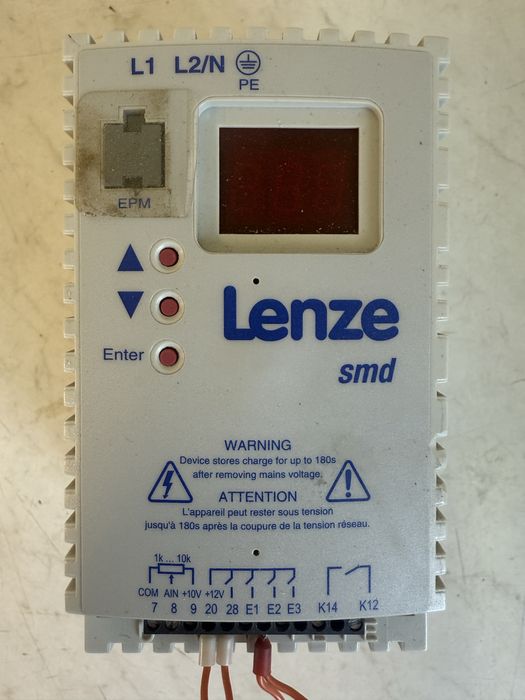 L1 L2/N
PE
EPM
Enter
Lenze
smd
WARNING
Device stores charge for up to 180s
after removing mains voltage.
ATTENTION
L'appareil peut rester sous tension
jusqu'à 180s après la coupure de la tension réseau.
1k ... 10k
COM AIN +10V +12V
7 8 9 20 28 E1 E2 E3 K14 K12